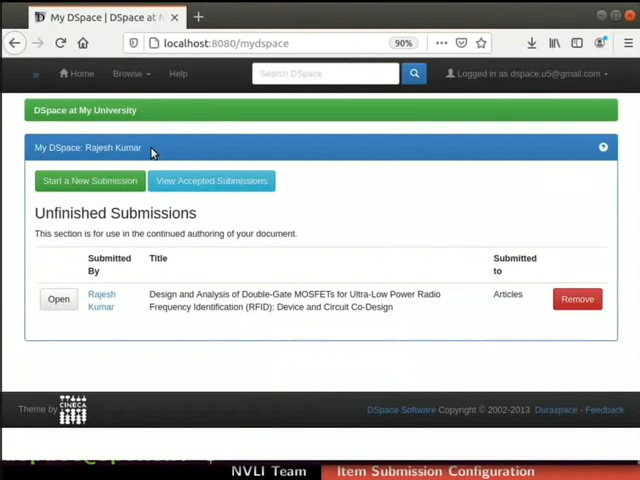 My DSpace | DSpace at M
localhost:8080/mydspace
90%
Home
Browse
Help
Search DSpace
Logged in as dspace.u5@gmail.com
DSpace at My University
My DSpace: Rajesh Kumar
Start a New Submission
View Accepted Submissions
Unfinished Submissions
This section is for use in the continued authoring of your document.
Submitted By
Title
Submitted to
Open
Rajesh Kumar
Design and Analysis of Double-Gate MOSFETs for Ultra-Low Power Radio
Frequency Identification (RFID): Device and Circuit Co-Design
Articles
Remove
Theme by CINECA
DSpace Software Copyright © 2002-2013 Duraspace - Feedback
NVLI Team
Item Submission Configuration